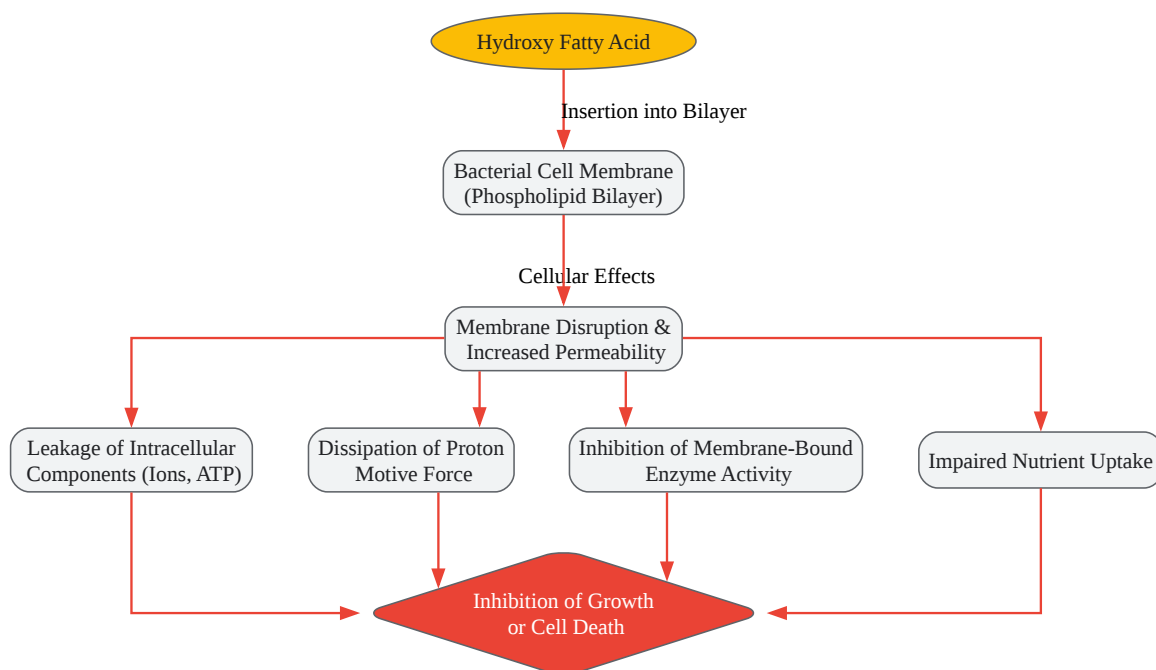 Hydroxy Fatty Acid
Insertion into Bilayer
Bacterial Cell Membrane
(Phospholipid Bilayer)
Cellular Effects
Membrane Disruption &
Increased Permeability
Leakage of Intracellular
Components (Ions, ATP)
Dissipation of Proton
Motive Force
Inhibition of Membrane-Bound
Enzyme Activity
Impaired Nutrient Uptake
Inhibition of Growth
or Cell Death